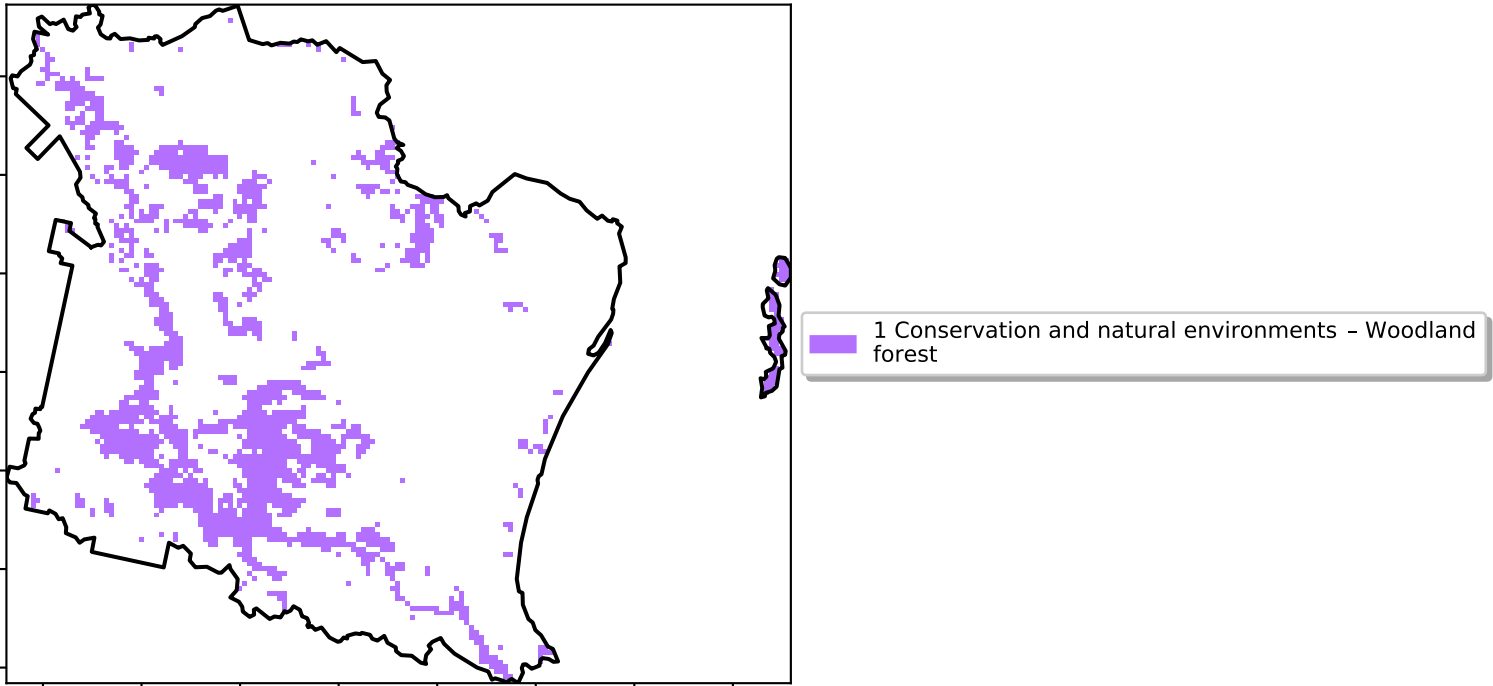 1 Conservation and natural environments – Woodland
forest